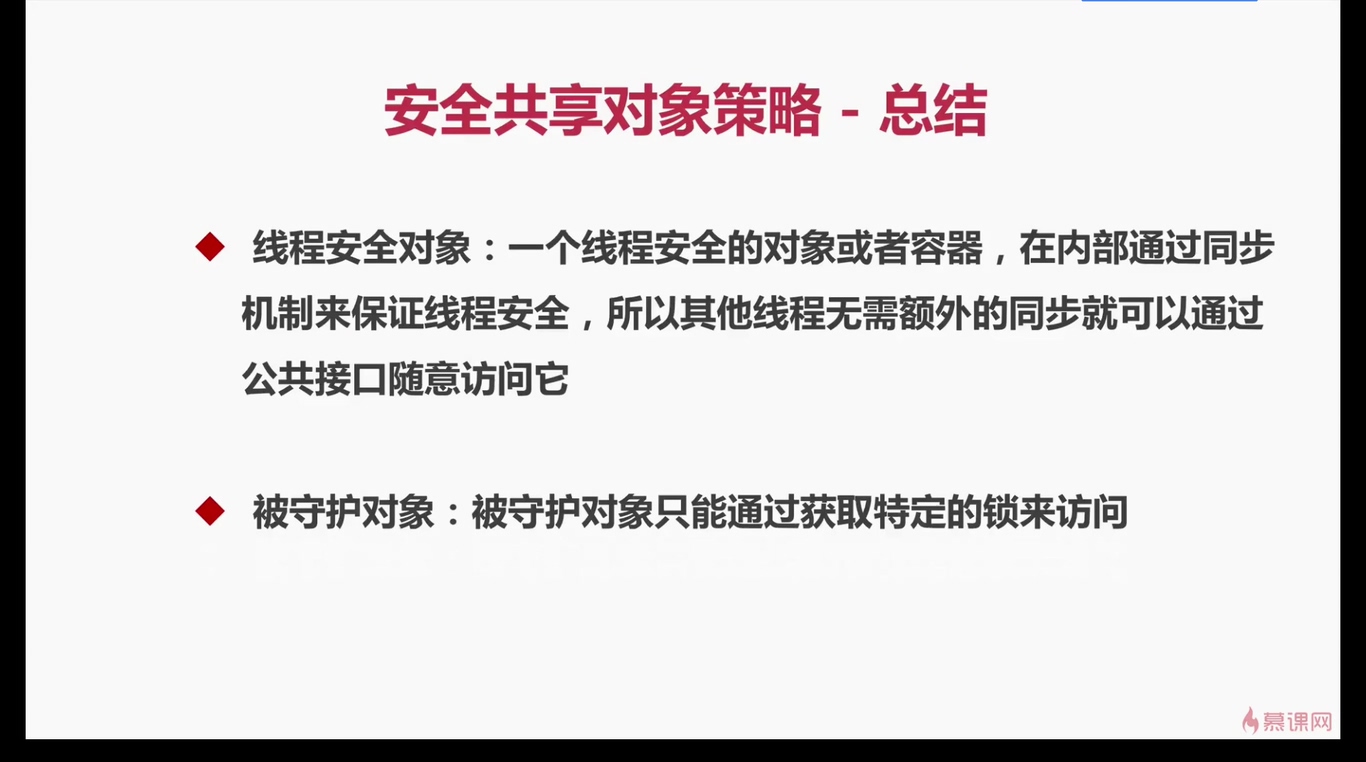 安全共享对象策略 - 总结
◆ 线程安全对象：一个线程安全的对象或者容器，在内部通过同步
机制来保证线程安全，所以其他线程无需额外的同步就可以通过
公共接口随意访问它
◆ 被守护对象：被守护对象只能通过获取特定的锁来访问
慕课网